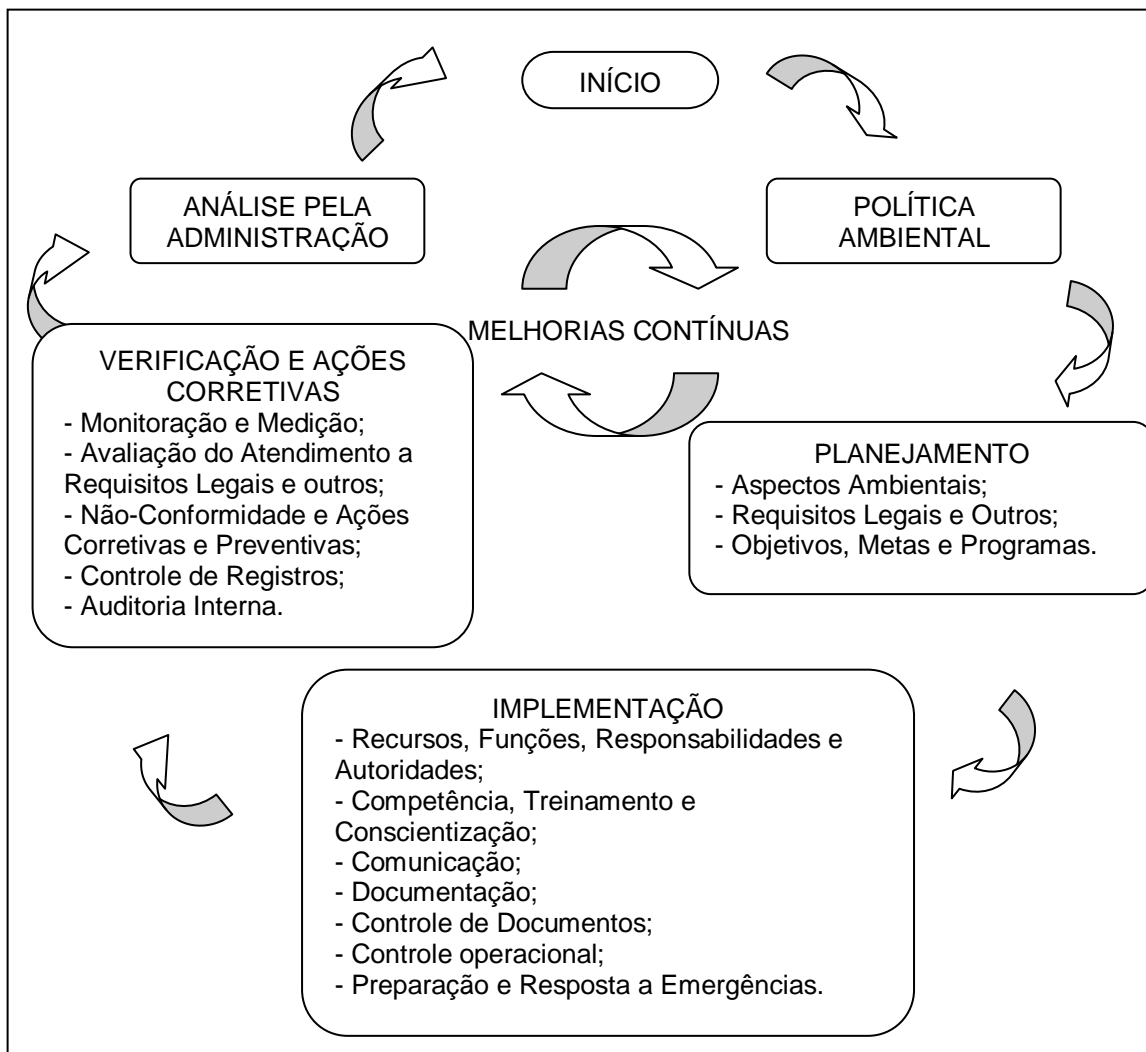 INÍCIO
ANÁLISE PELA
ADMINISTRAÇÃO
POLÍTICA
AMBIENTAL
MELHORIAS CONTÍNUAS
VERIFICAÇÃO E AÇÕES
CORRETIVAS
- Monitoração e Medição;
- Avaliação do Atendimento a
Requisitos Legais e outros;
- Não-Conformidade e Ações
Corretivas e Preventivas;
- Controle de Registros;
- Auditoria Interna.
PLANEJAMENTO
- Aspectos Ambientais;
- Requisitos Legais e Outros;
- Objetivos, Metas e Programas.
IMPLEMENTAÇÃO
- Recursos, Funções, Responsabilidades e
Autoridades;
- Competência, Treinamento e
Conscientização;
- Comunicação;
- Documentação;
- Controle de Documentos;
- Controle operacional;
- Preparação e Resposta a Emergências.